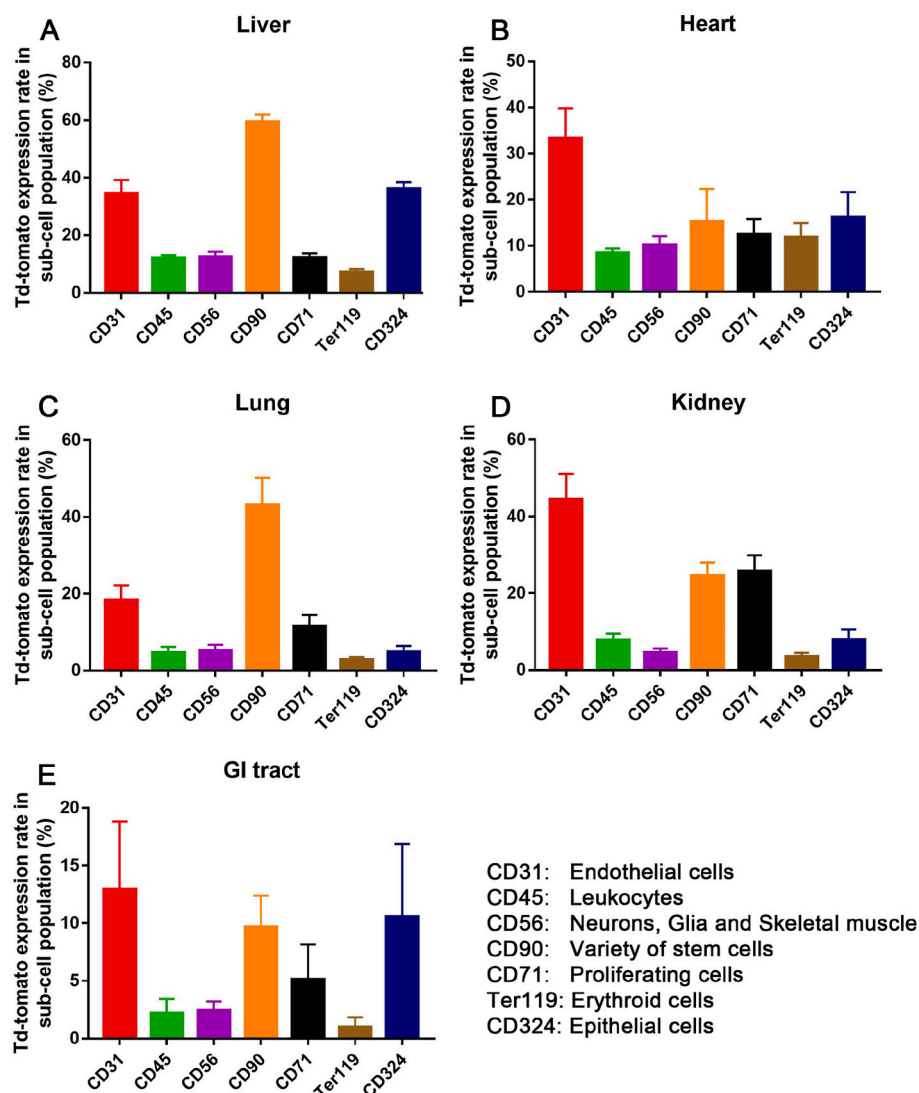 A
Liver
Td-tomato expression rate in
sub-cell population (%)
80
60
40
20
0
CD31
CD45
CD56
CD90
CD71
Ter119
CD324
B
Heart
Td-tomato expression rate in
sub-cell population (%)
50
40
30
20
10
0
CD31
CD45
CD56
CD90
CD71
Ter119
CD324
C
Lung
Td-tomato expression rate in
sub-cell population (%)
60
40
20
0
CD31
CD45
CD56
CD90
CD71
Ter119
CD324
D
Kidney
Td-tomato expression rate in
sub-cell population (%)
60
40
20
0
CD31
CD45
CD56
CD90
CD71
Ter119
CD324
E
GI tract
Td-tomato expression rate in
sub-cell population (%)
20
15
10
5
0
CD31
CD45
CD56
CD90
CD71
Ter119
CD324
CD31: Endothelial cells
CD45: Leukocytes
CD56: Neurons, Glia and Skeletal muscle
CD90: Variety of stem cells
CD71: Proliferating cells
Ter119: Erythroid cells
CD324: Epithelial cells